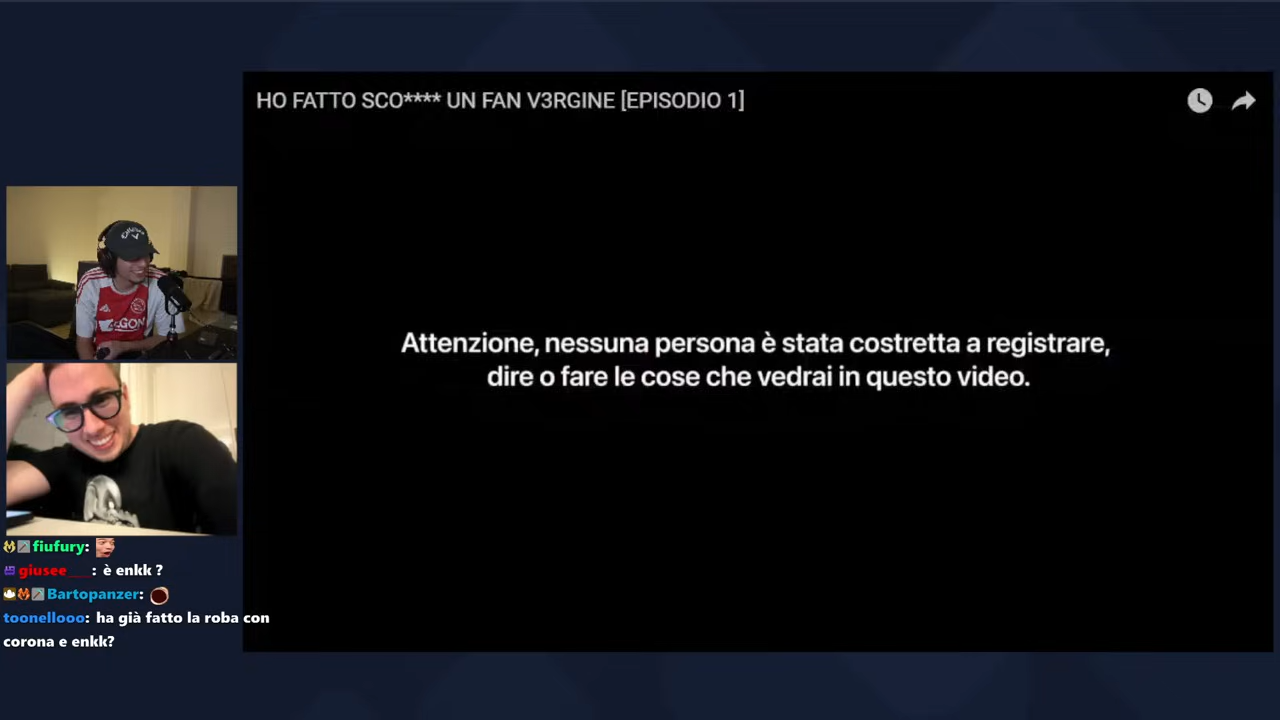 HO FATTO SCO**** UN FAN V3RGINE [EPISODIO 1]
Attenzione, nessuna persona è stata costretta a registrare,
dire o fare le cose che vedrai in questo video.
fiufury:
giusee___: è enkk ?
Bartopanzer:
toonellooo: ha già fatto la roba con
corona e enkk?